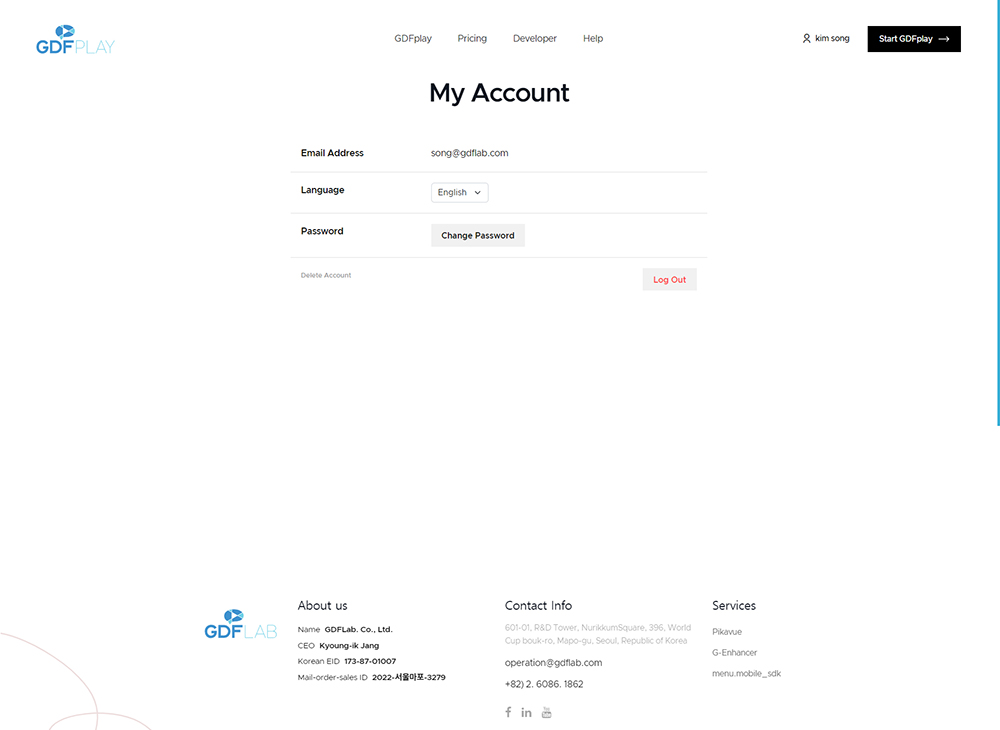 GDFPLAY
GDFplay
Pricing
Developer
Help
kim song
Start GDFplay
My Account
Email Address
song@gdflab.com
Language
English
Password
Change Password
Delete Account
Log Out
GDFLAB
About us
Name GDFLab. Co., Ltd.
CEO Kyoung-ik Jang
Korean EID 173-87-01007
Mail-order-sales ID 2022-서울마포-3279
Contact Info
601-01, R&D Tower, NurikkumSquare, 396, World
Cup bouk-ro, Mapo-gu, Seoul, Republic of Korea
operation@gdflab.com
+82) 2. 6086. 1862
Services
Pikavue
G-Enhancer
menu.mobile_sdk